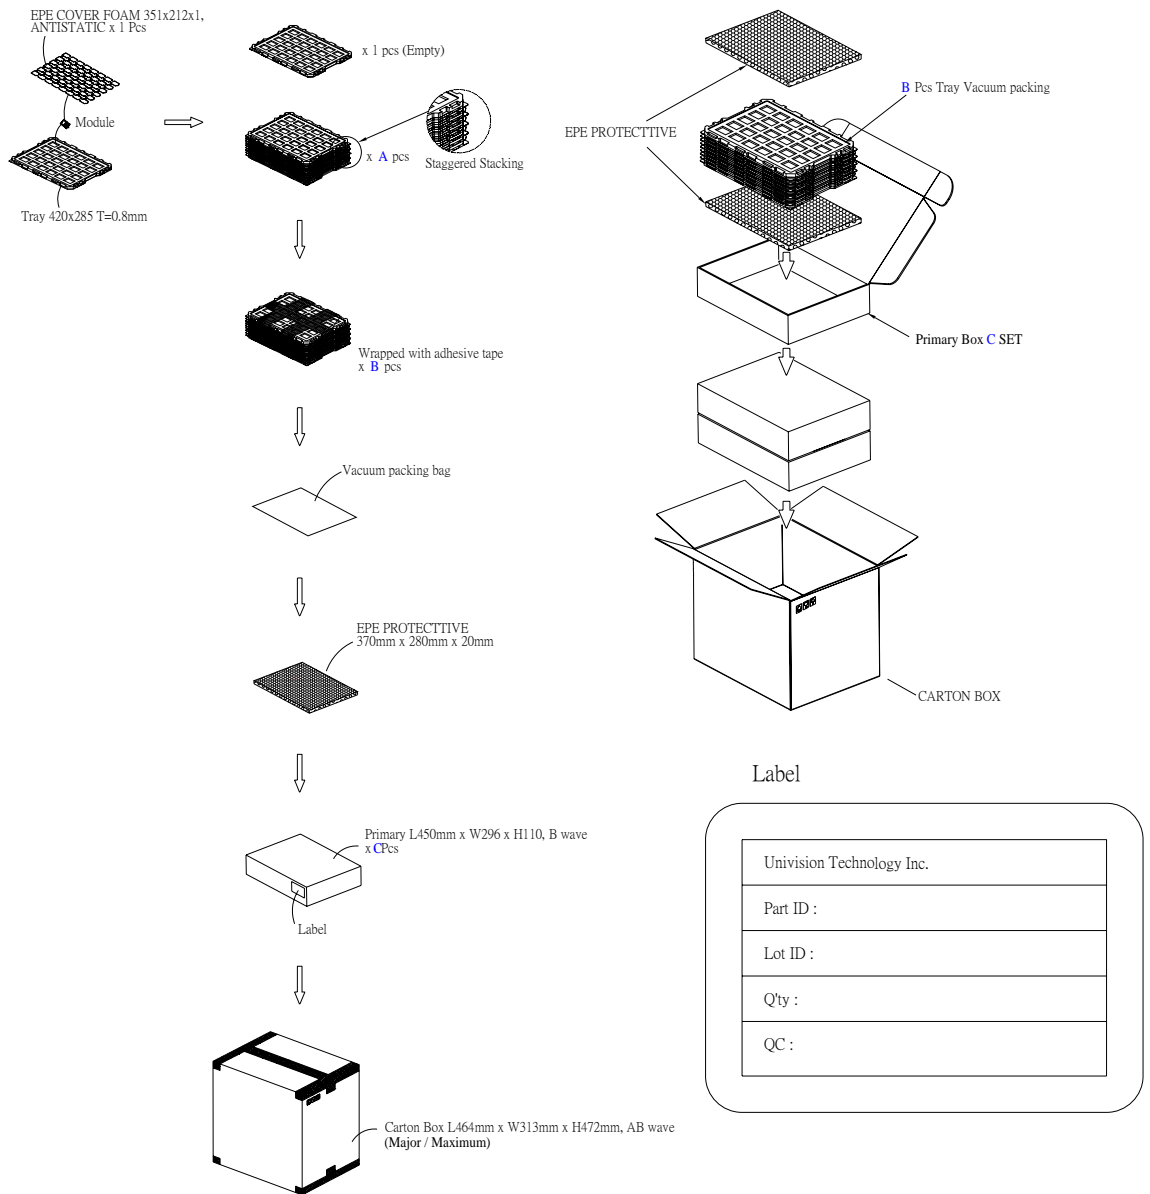 EPE COVER FOAM 351x212x1,
ANTISTATIC x 1 Pcs
Module
Tray 420x285 T=0.8mm
x 1 pcs (Empty)
x A pcs
Staggered Stacking
Wrapped with adhesive tape
x B pcs
Vacuum packing bag
EPE PROTECTTIVE
370mm x 280mm x 20mm
Primary L450mm x W296 x H110, B wave
x CPcs
Label
Carton Box L464mm x W313mm x H472mm, AB wave
(Major / Maximum)
B Pcs Tray Vacuum packing
EPE PROTECTTIVE
Primary Box C SET
CARTON BOX
Label
Univision Technology Inc.
Part ID :
Lot ID :
Q'ty :
QC :